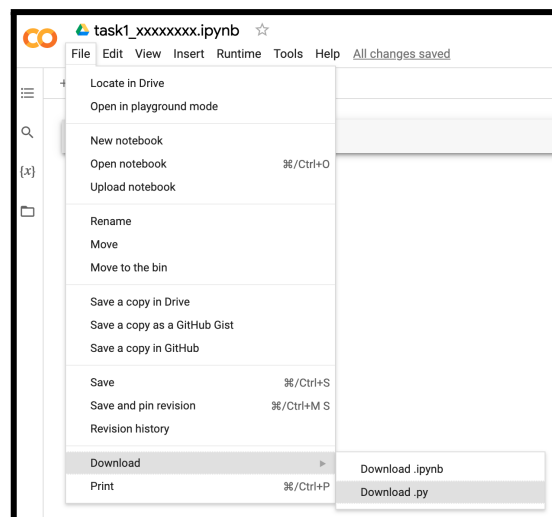 task1_xxxxxxxx.ipynb
File Edit View Insert Runtime Tools Help All changes saved
Locate in Drive
Open in playground mode
New notebook
Open notebook ⌘/Ctrl+O
Upload notebook
Rename
Move
Move to the bin
Save a copy in Drive
Save a copy as a GitHub Gist
Save a copy in GitHub
Save ⌘/Ctrl+S
Save and pin revision ⌘/Ctrl+M S
Revision history
Download
Download .ipynb
Print ⌘/Ctrl+P
Download .py
{x}